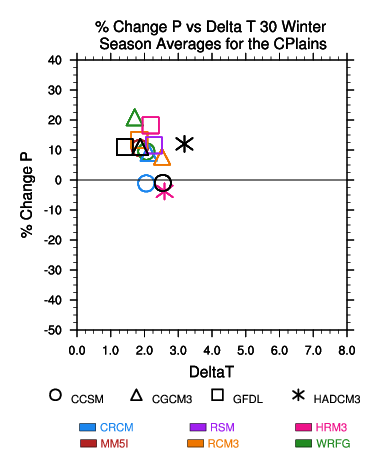 % Change P vs Delta T 30 Winter
Season Averages for the CPlains
40
30
20
10
0
-10
-20
-30
-40
-50
% Change P
0.0 1.0 2.0 3.0 4.0 5.0 6.0 7.0 8.0
DeltaT
CCSM CGCM3 GFDL HADCM3
CRCM RSM HRM3
MM5I RCM3 WRFG